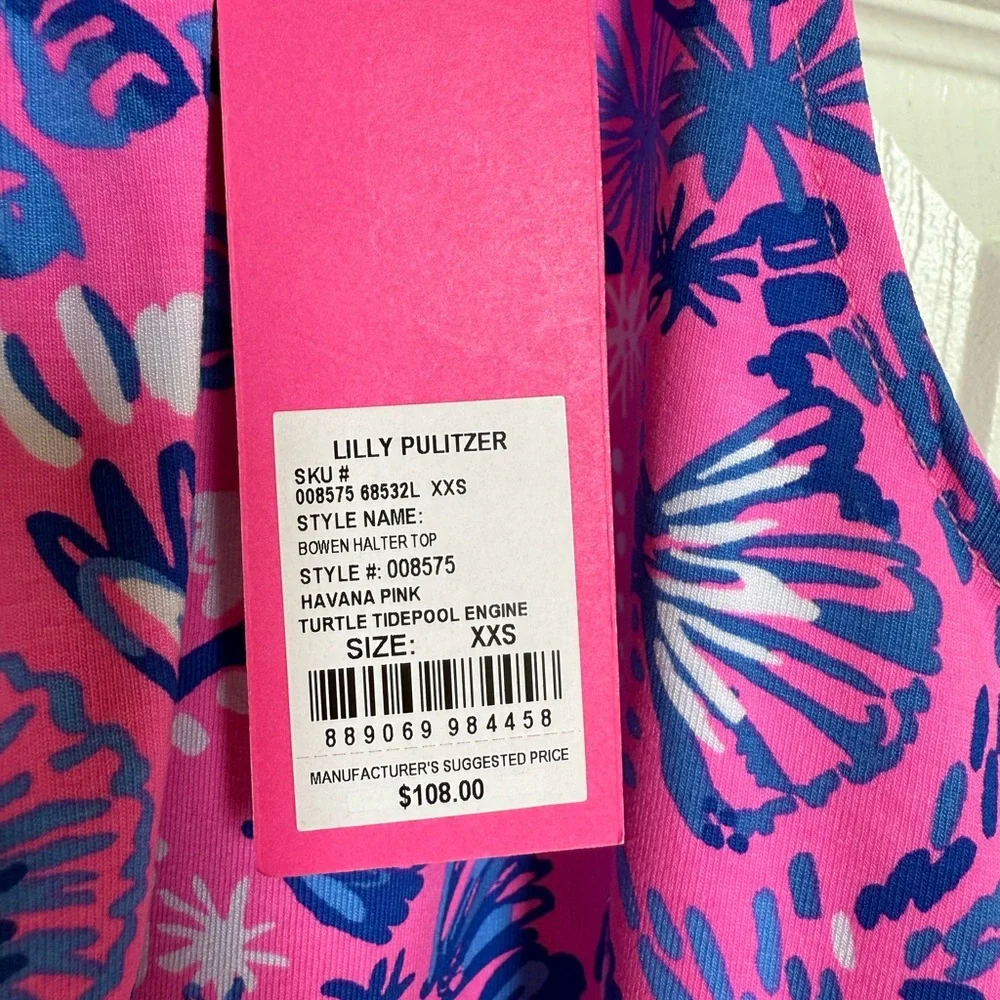 LILLY PULITZER
SKU #
008575 68532L XXS
STYLE NAME:
BOWEN HALTER TOP
STYLE #: 008575
HAVANA PINK
TURTLE TIDEPOOL ENGINE
SIZE: XXS
889069 984458
MANUFACTURER'S SUGGESTED PRICE
$108.00